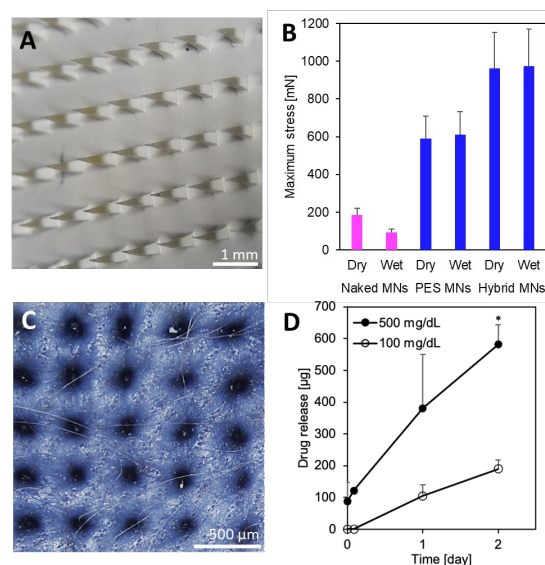 A
1 mm
B
Maximum stress [mN]
1200
1000
800
600
400
200
0
Dry Wet Dry Wet Dry Wet
Naked MNs PES MNs Hybrid MNs
C
500 µm
D
Drug release [µg]
700
600
500
400
300
200
100
0
500 mg/dL
100 mg/dL
*
0 1 2
Time [day]